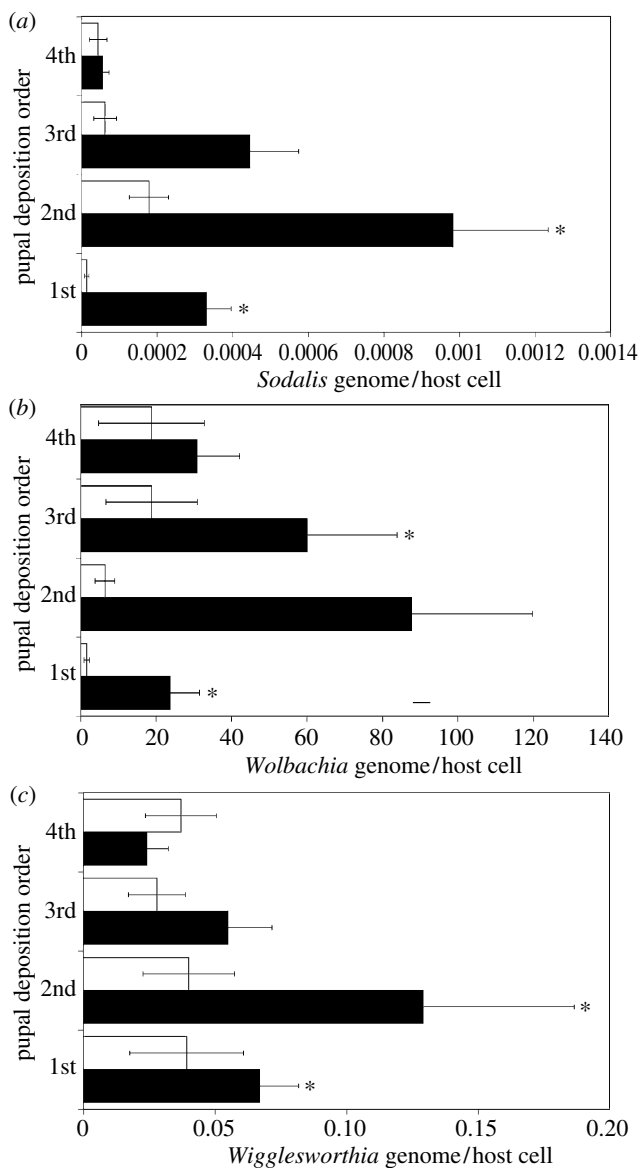 (a)
pupal deposition order
4th
3rd
2nd
*
1st
*
0 0.0002 0.0004 0.0006 0.0008 0.001 0.0012 0.0014
Sodalis genome/host cell
(b)
pupal deposition order
4th
3rd
*
2nd
1st
*
0 20 40 60 80 100 120 140
Wolbachia genome/host cell
(c)
pupal deposition order
4th
3rd
2nd
*
1st
*
0 0.05 0.10 0.15 0.20
Wigglesworthia genome/host cell